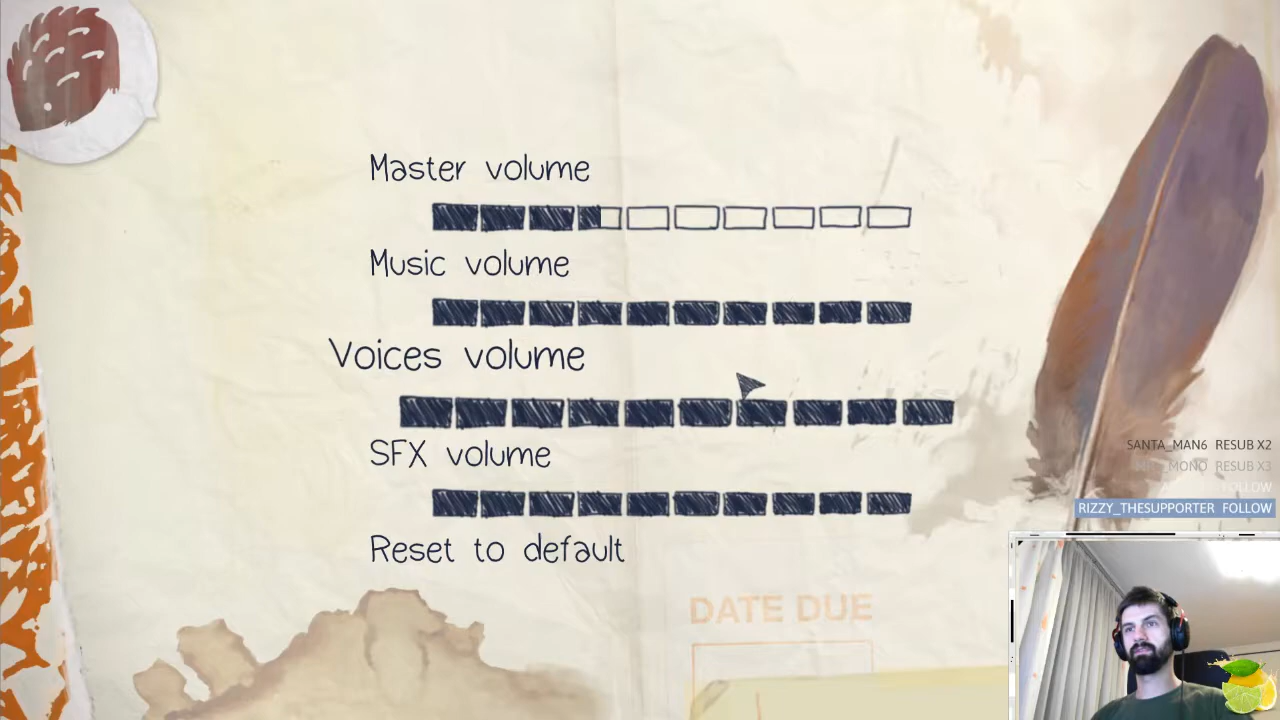 Master volume
Music volume
Voices volume
SFX volume
Reset to default
DATE DUE
SANTA_MAN6 RESUB X2
MONO RESUB X3
FOLLOW
RIZZY_THESUPPORTER FOLLOW